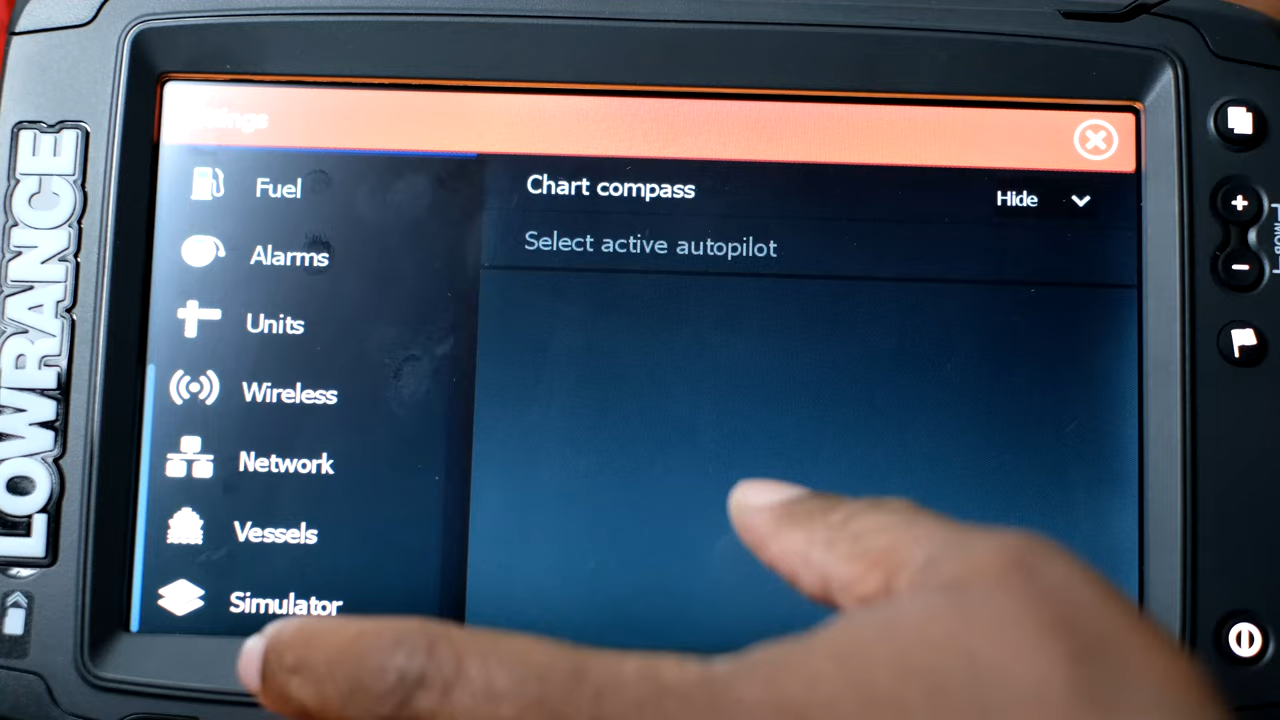 LOWRANCE
Fuel
Alarms
Units
Wireless
Network
Vessels
Simulator
Chart compass
Hide
Select active autopilot